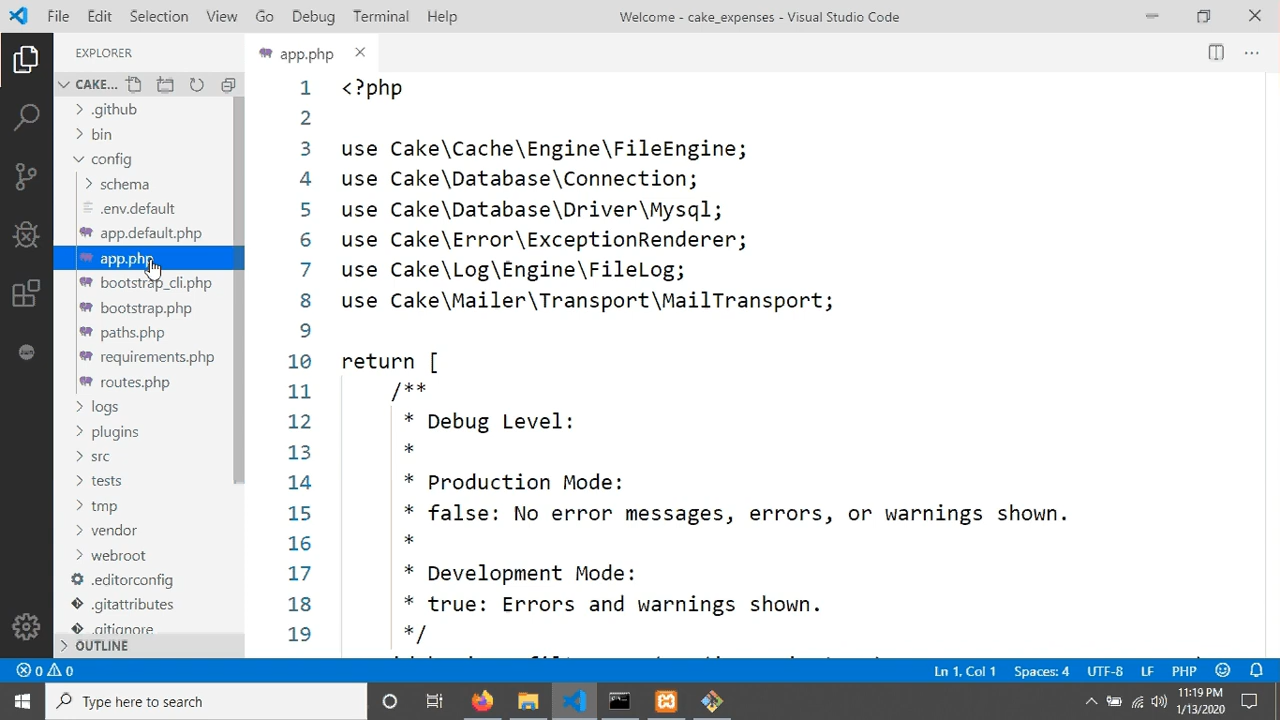 File Edit Selection View Go Debug Terminal Help Welcome - cake_expenses - Visual Studio Code
EXPLORER
CAKE...
.github
bin
config
schema
.env.default
app.default.php
app.php
bootstrap_cli.php
bootstrap.php
paths.php
requirements.php
routes.php
logs
plugins
src
tests
tmp
vendor
webroot
.editorconfig
.gitattributes
.gitignore
OUTLINE
app.php
1 <?php
2
3 use Cake\Cache\Engine\FileEngine;
4 use Cake\Database\Connection;
5 use Cake\Database\Driver\Mysql;
6 use Cake\Error\ExceptionRenderer;
7 use Cake\Log\Engine\FileLog;
8 use Cake\Mailer\Transport\MailTransport;
9
10 return [
11 /**
12 * Debug Level:
13 *
14 * Production Mode:
15 * false: No error messages, errors, or warnings shown.
16 *
17 * Development Mode:
18 * true: Errors and warnings shown.
19 */
0 0 Ln 1, Col 1 Spaces: 4 UTF-8 LF PHP
Type here to search
11:19 PM
1/13/2020